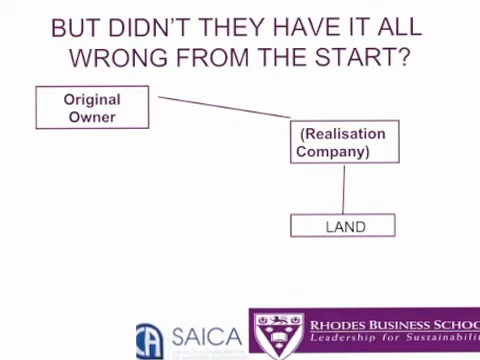 BUT DIDN'T THEY HAVE IT ALL
WRONG FROM THE START?
Original
Owner
(Realisation
Company)
LAND
SAICA
RHODES BUSINESS SCHOO
Leadership for Sustainabili